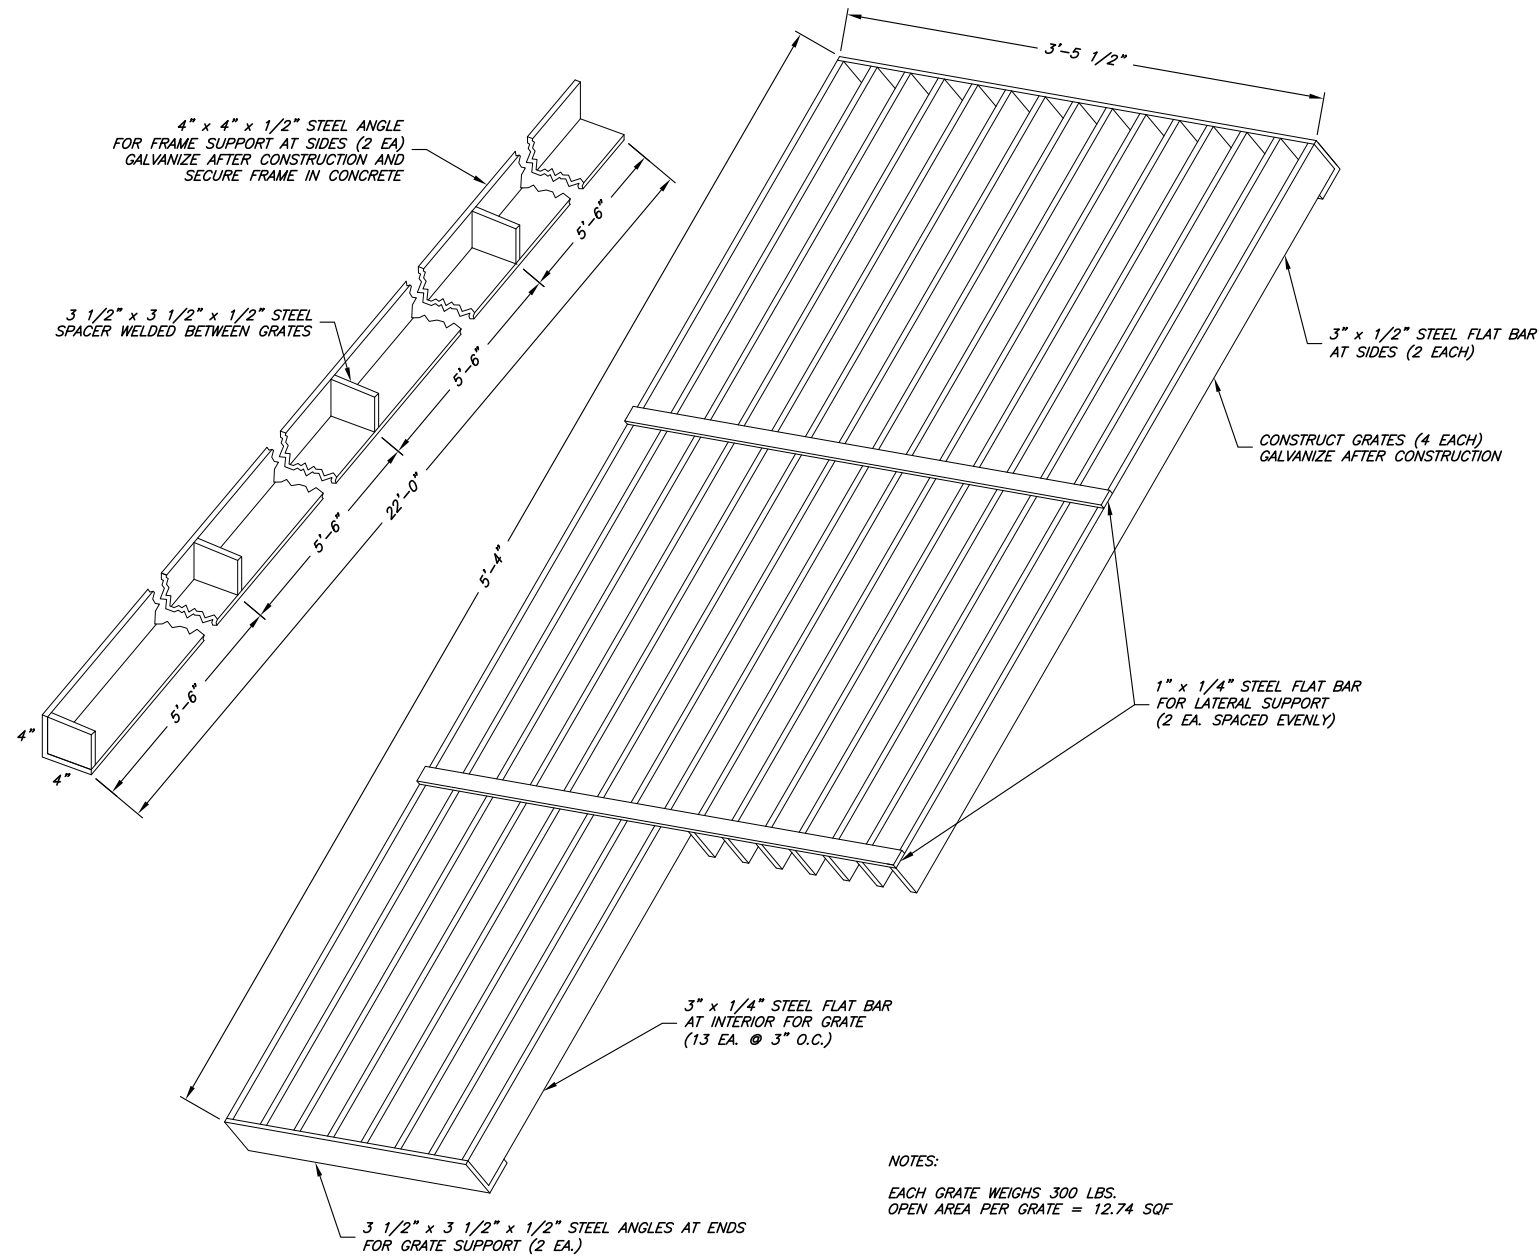 3'-5 1/2"
4" x 4" x 1/2" STEEL ANGLE
FOR FRAME SUPPORT AT SIDES (2 EA)
GALVANIZE AFTER CONSTRUCTION AND
SECURE FRAME IN CONCRETE
5'-6"
3 1/2" x 3 1/2" x 1/2" STEEL
SPACER WELDED BETWEEN GRATES
5'-6"
3" x 1/2" STEEL FLAT BAR
AT SIDES (2 EACH)
CONSTRUCT GRATES (4 EACH)
GALVANIZE AFTER CONSTRUCTION
22'-0"
5'-6"
5'-4"
5'-6"
4"
4"
1" x 1/4" STEEL FLAT BAR
FOR LATERAL SUPPORT
(2 EA. SPACED EVENLY)
3" x 1/4" STEEL FLAT BAR
AT INTERIOR FOR GRATE
(13 EA. @ 3" O.C.)
NOTES:
EACH GRATE WEIGHS 300 LBS.
OPEN AREA PER GRATE = 12.74 SQF
3 1/2" x 3 1/2" x 1/2" STEEL ANGLES AT ENDS
FOR GRATE SUPPORT (2 EA.)